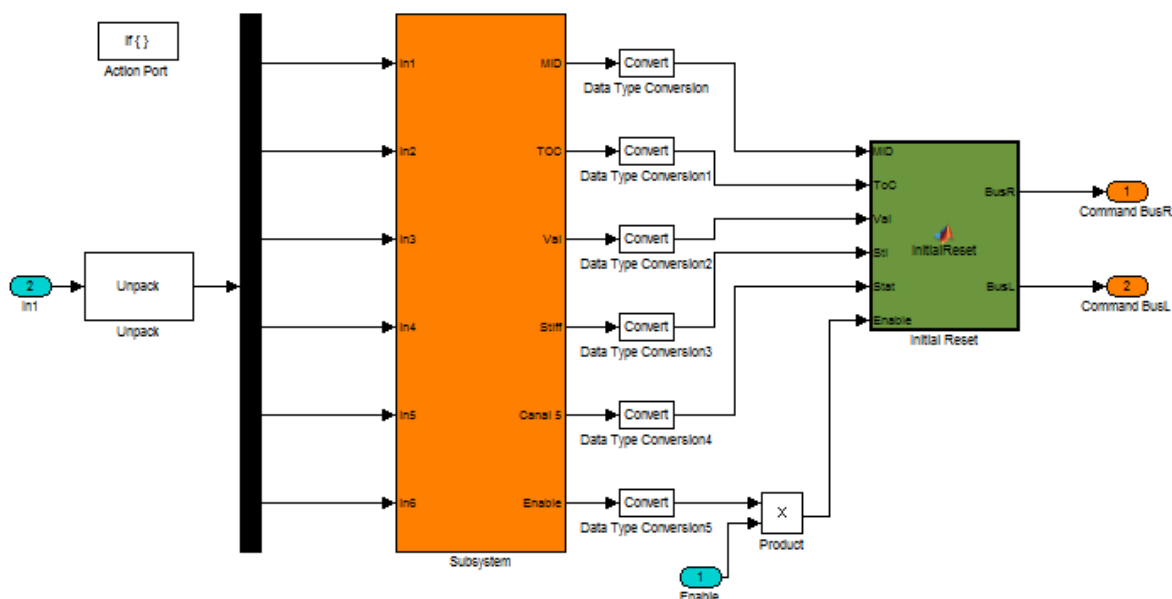 If { }
Action Port
2
In1
Unpack
Unpack
In1
In2
In3
In4
In5
In6
MID
TOC
Val
Stiff
Canal 5
Enable
Subsystem
Convert
Data Type Conversion
Convert
Data Type Conversion1
Convert
Data Type Conversion2
Convert
Data Type Conversion3
Convert
Data Type Conversion4
Convert
Data Type Conversion5
X
Product
1
Enable
MID
ToC
Val
Sti
Stat
Enable
InitialReset
BusR
BusL
Initial Reset
1
Command BusR
2
Command BusL